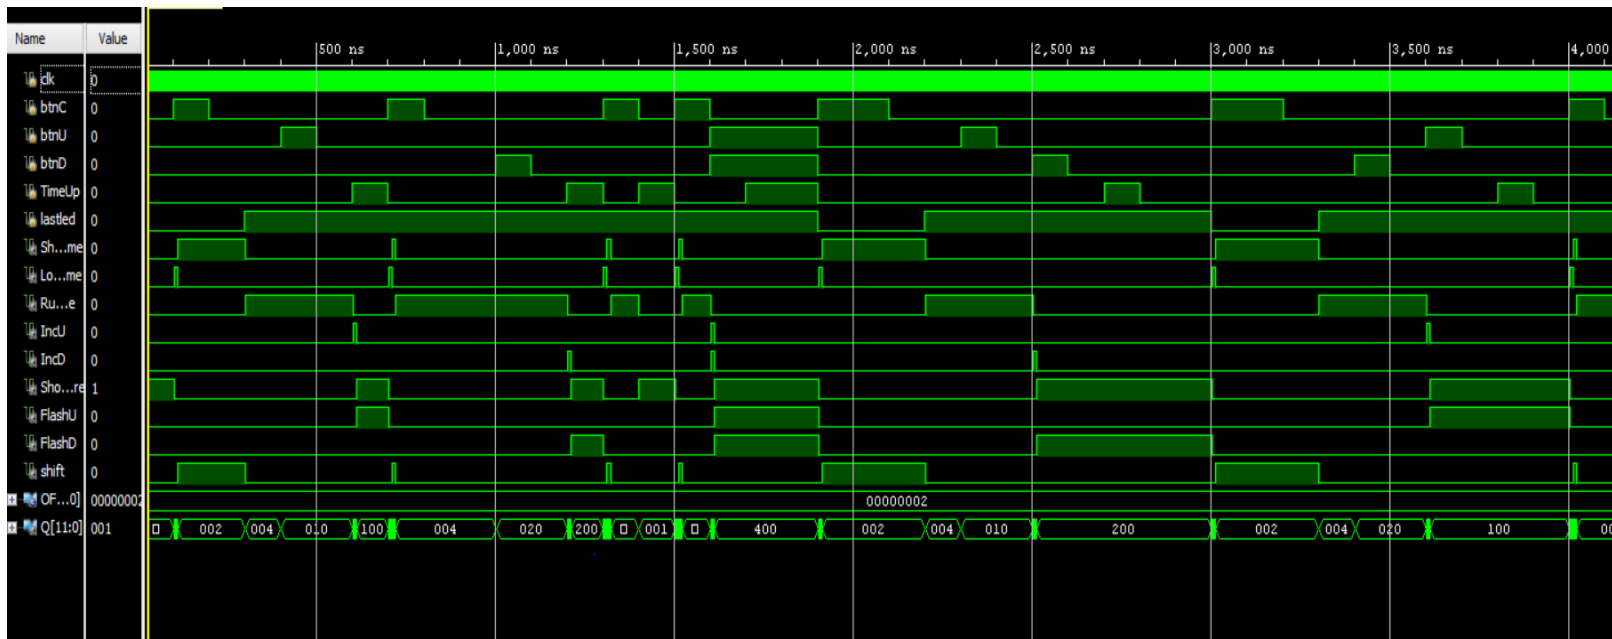 Name Value
500 ns 1,000 ns 1,500 ns 2,000 ns 2,500 ns 3,000 ns 3,500 ns 4,000
clk 0
btnC 0
btnU 0
btnD 0
TimeUp 0
lastled 0
Sh...me 0
Lo...me 0
Ru...e 0
IncU 0
IncD 0
Sho...re 1
FlashU 0
FlashD 0
shift 0
OF...0] 00000002 00000002
Q[11:0] 001 002 004 010 100 004 020 200 001 400 002 004 010 200 002 004 020 100 00